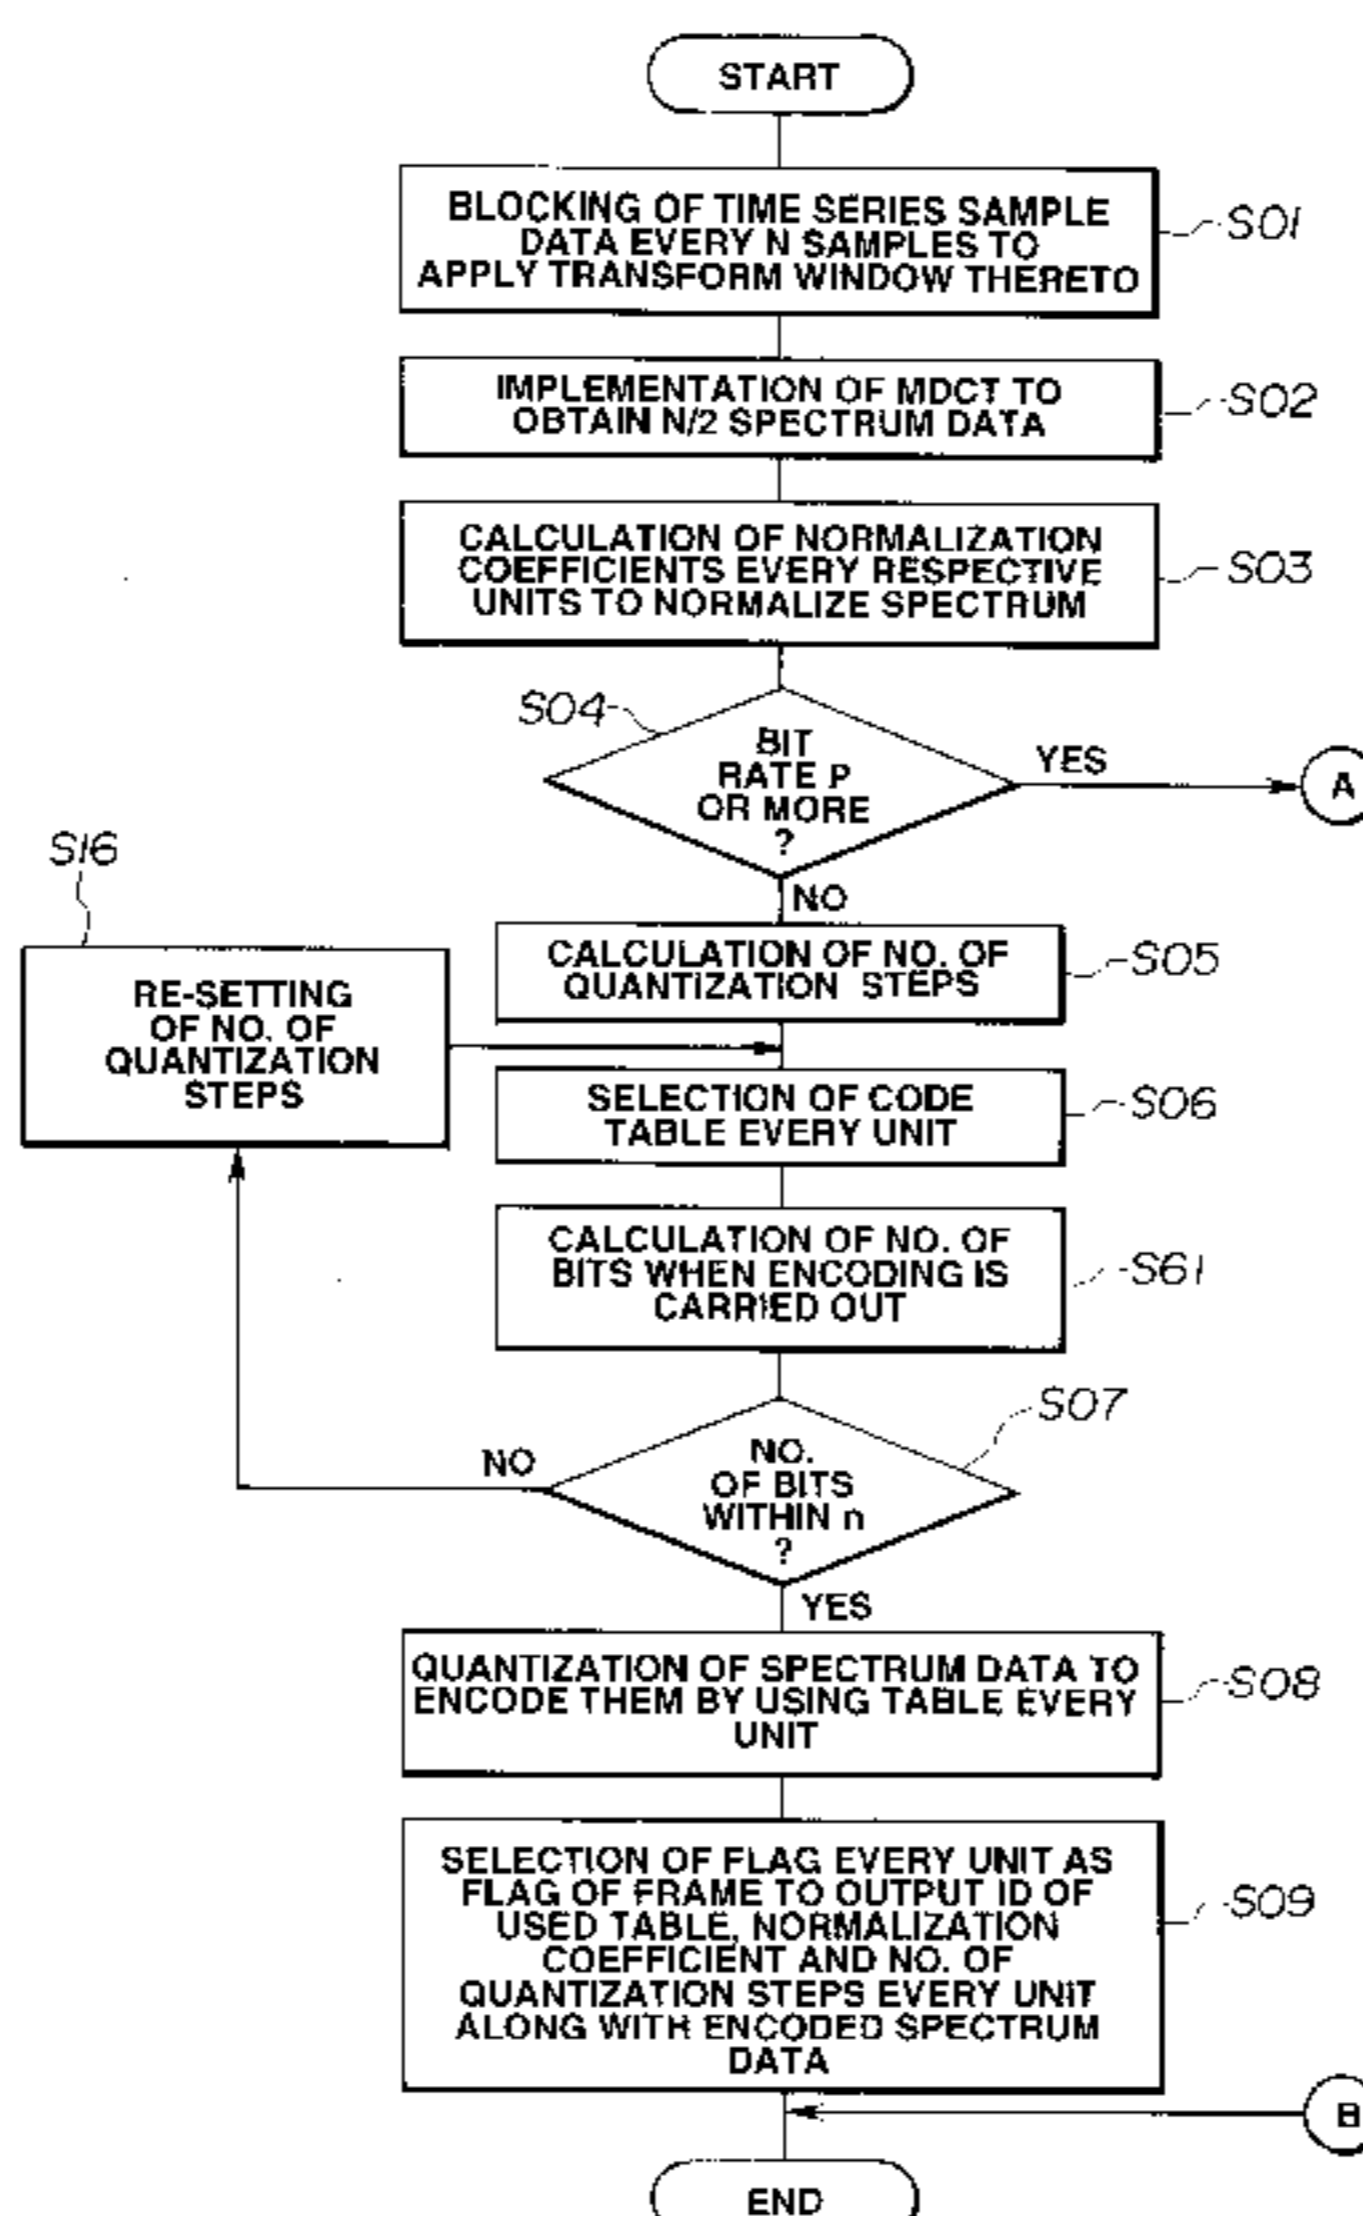 START
BLOCKING OF TIME SERIES SAMPLE
DATA EVERY N SAMPLES TO
APPLY TRANSFORM WINDOW THERETO
S01
IMPLEMENTATION OF MDCT TO
OBTAIN N/2 SPECTRUM DATA
S02
CALCULATION OF NORMALIZATION
COEFFICIENTS EVERY RESPECTIVE
UNITS TO NORMALIZE SPECTRUM
S03
S04
BIT
RATE P
OR MORE
?
YES
A
NO
S16
RE-SETTING
OF NO. OF
QUANTIZATION
STEPS
CALCULATION OF NO. OF
QUANTIZATION STEPS
S05
SELECTION OF CODE
TABLE EVERY UNIT
S06
CALCULATION OF NO. OF
BITS WHEN ENCODING IS
CARRIED OUT
S61
S07
NO.
OF BITS
WITHIN n
?
NO
YES
QUANTIZATION OF SPECTRUM DATA TO
ENCODE THEM BY USING TABLE EVERY
UNIT
S08
SELECTION OF FLAG EVERY UNIT AS
FLAG OF FRAME TO OUTPUT ID OF
USED TABLE, NORMALIZATION
COEFFICIENT AND NO. OF
QUANTIZATION STEPS EVERY UNIT
ALONG WITH ENCODED SPECTRUM
DATA
S09
B
END